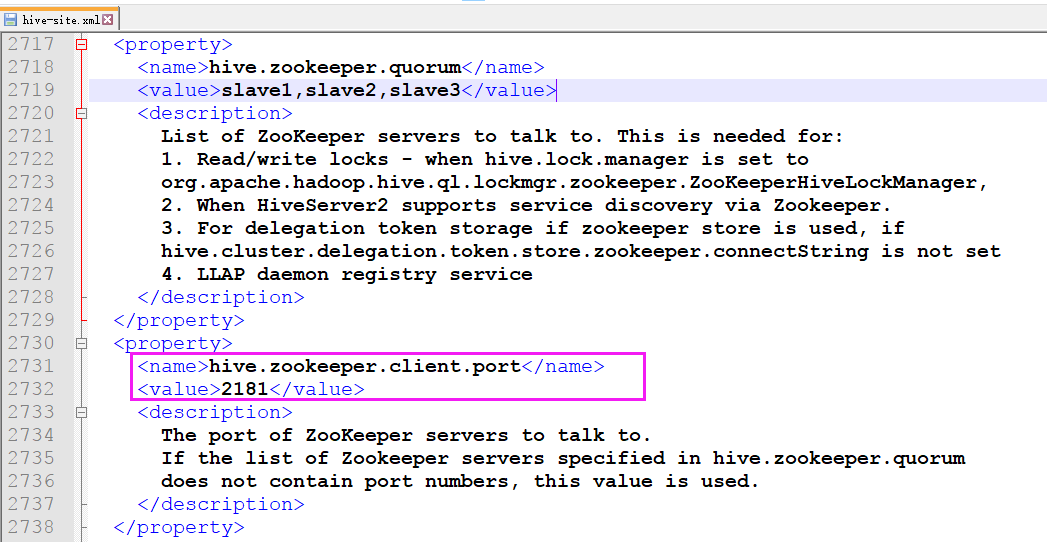 hive-site.xml
2717 <property>
2718 <name>hive.zookeeper.quorum</name>
2719 <value>slave1,slave2,slave3</value>
2720 <description>
2721 List of ZooKeeper servers to talk to. This is needed for:
2722 1. Read/write locks - when hive.lock.manager is set to
2723 org.apache.hadoop.hive.ql.lockmgr.zookeeper.ZooKeeperHiveLockManager,
2724 2. When HiveServer2 supports service discovery via Zookeeper.
2725 3. For delegation token storage if zookeeper store is used, if
2726 hive.cluster.delegation.token.store.zookeeper.connectString is not set
2727 4. LLAP daemon registry service
2728 </description>
2729 </property>
2730 <property>
2731 <name>hive.zookeeper.client.port</name>
2732 <value>2181</value>
2733 <description>
2734 The port of ZooKeeper servers to talk to.
2735 If the list of Zookeeper servers specified in hive.zookeeper.quorum
2736 does not contain port numbers, this value is used.
2737 </description>
2738 </property>